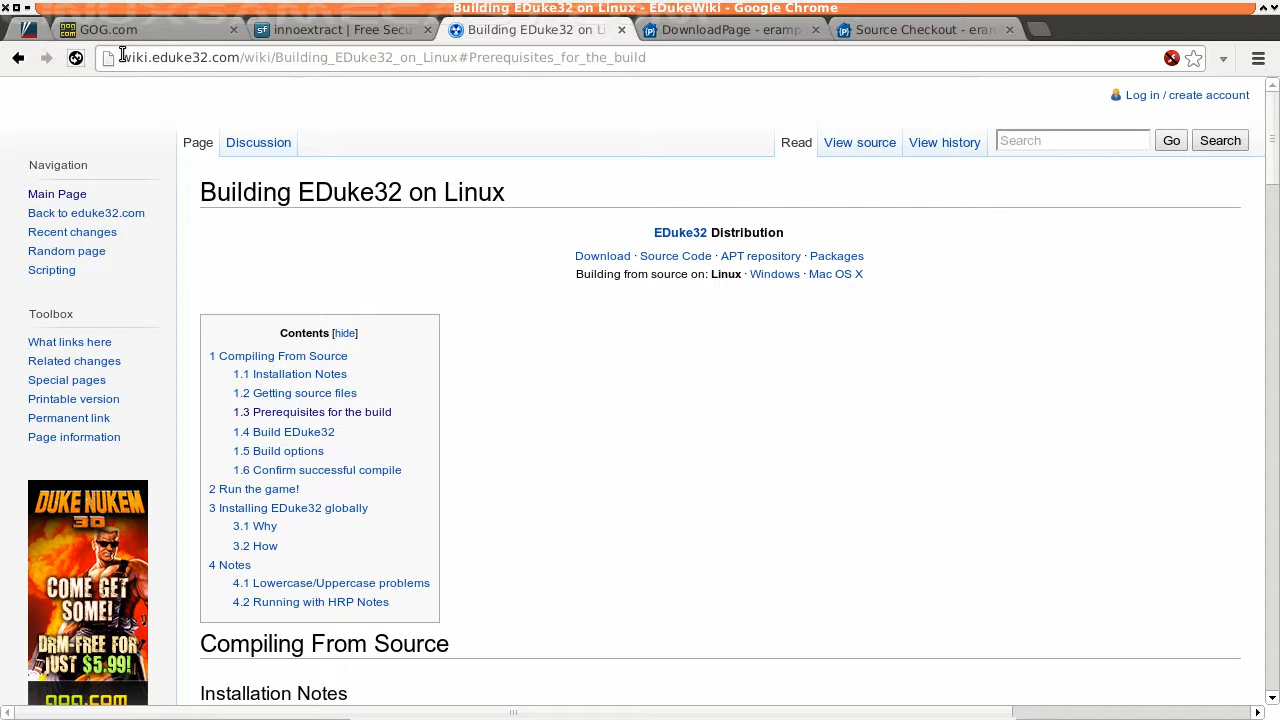 Building EDuke32 on Linux - EDukeWiki - Google Chrome
GOG.com
innoextract | Free Secu
Building EDuke32 on L
DownloadPage - eramp
Source Checkout - eram
wiki.eduke32.com/wiki/Building_EDuke32_on_Linux#Prerequisites_for_the_build
Log in / create account
Page
Discussion
Read
View source
View history
Search
Go
Search
Navigation
Main Page
Back to eduke32.com
Recent changes
Random page
Scripting
Toolbox
What links here
Related changes
Special pages
Printable version
Permanent link
Page information
DUKE NUKEM
3D
COME GET
SOME!
DRM-FREE FOR
JUST $5.99!
gog.com
Building EDuke32 on Linux
EDuke32 Distribution
Download · Source Code · APT repository · Packages
Building from source on: Linux · Windows · Mac OS X
Contents [hide]
1 Compiling From Source
1.1 Installation Notes
1.2 Getting source files
1.3 Prerequisites for the build
1.4 Build EDuke32
1.5 Build options
1.6 Confirm successful compile
2 Run the game!
3 Installing EDuke32 globally
3.1 Why
3.2 How
4 Notes
4.1 Lowercase/Uppercase problems
4.2 Running with HRP Notes
Compiling From Source
Installation Notes